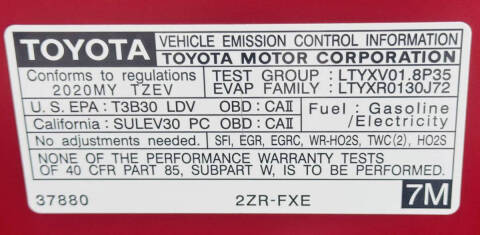 TOYOTA VEHICLE EMISSION CONTROL INFORMATION
TOYOTA MOTOR CORPORATION
Conforms to regulations
2020MY TZEV
TEST GROUP : LTYXV01.8P35
EVAP FAMILY : LTYXR0130J72
U.S. EPA : T3B30 LDV OBD : CAII
California : SULEV30 PC OBD : CAII
Fuel : Gasoline
/Electricity
No adjustments needed. SFI, EGR, EGRC, WR-HO2S, TWC(2), HO2S
NONE OF THE PERFORMANCE WARRANTY TESTS
OF 40 CFR PART 85, SUBPART W, IS TO BE PERFORMED.
37880 2ZR-FXE 7M